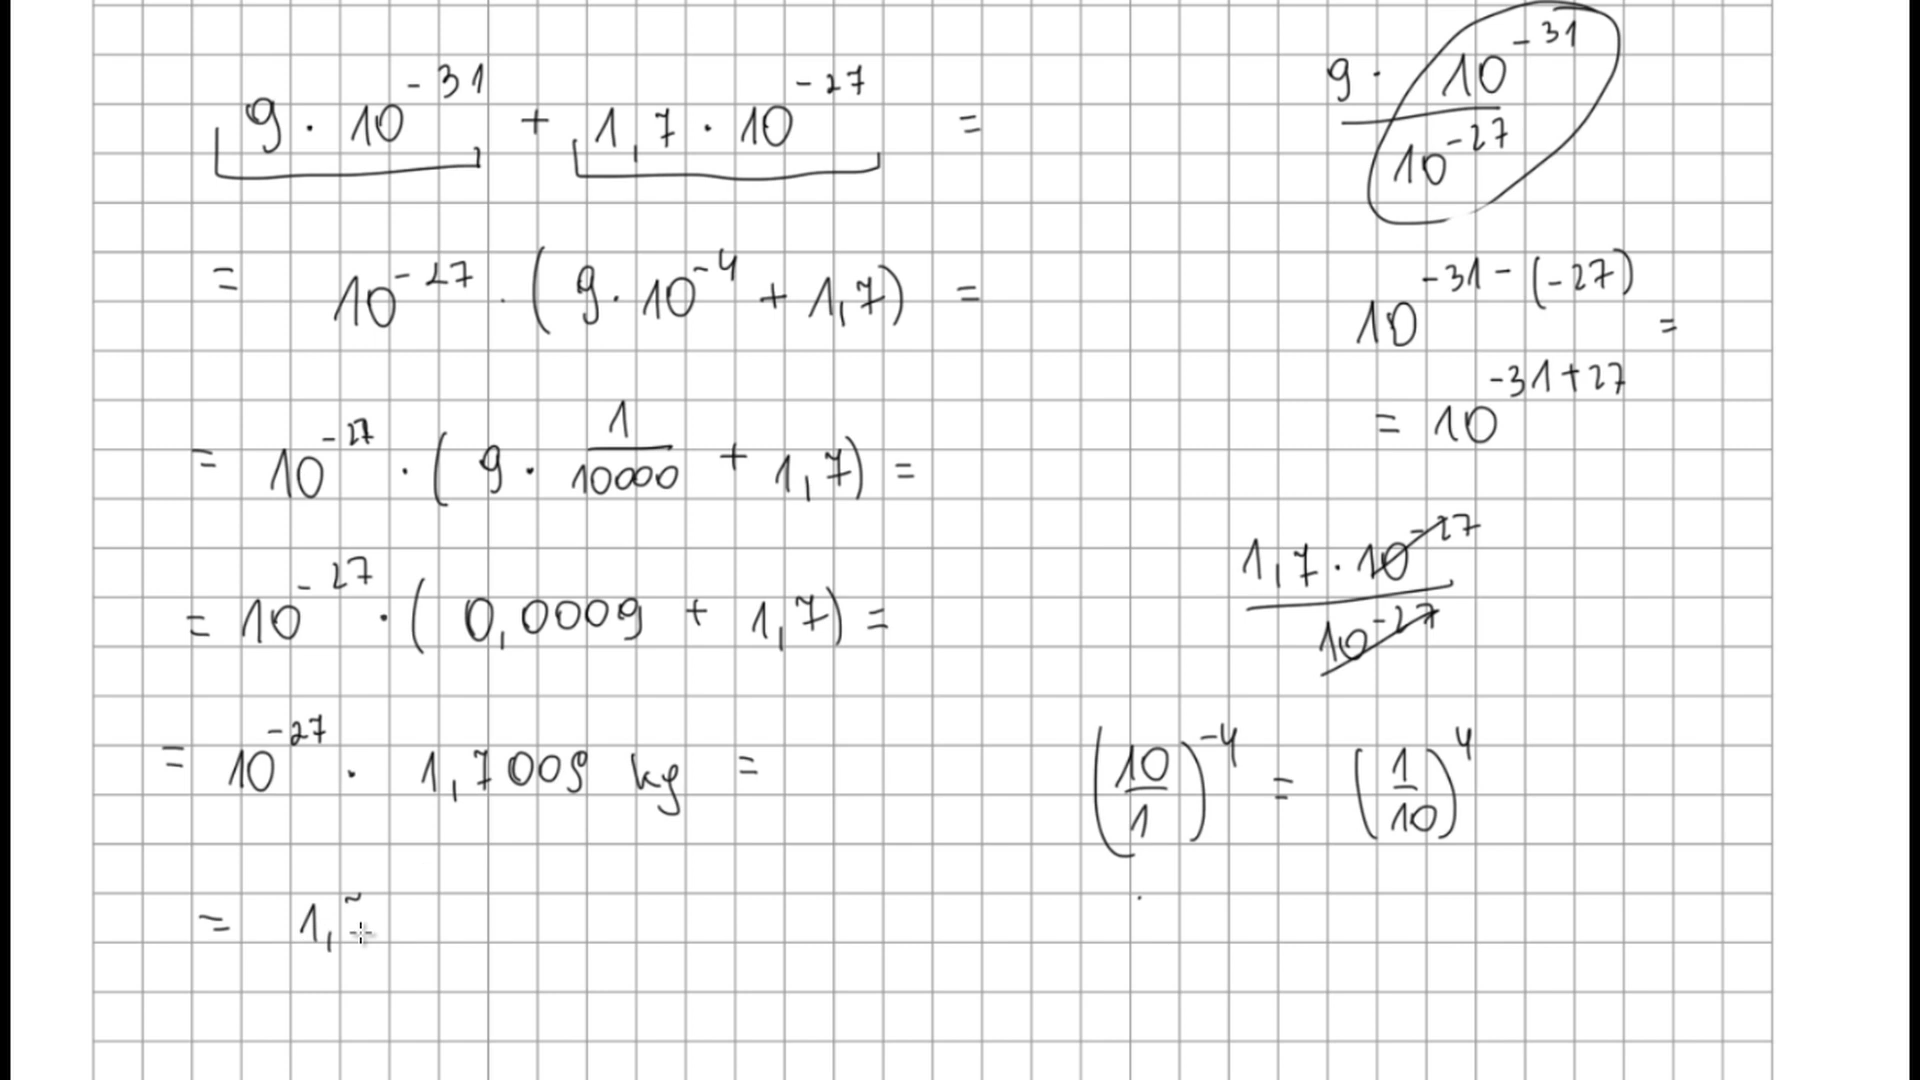 9 · 10^-31 + 1,7 · 10^-27 =
= 10^-27 · ( 9 · 10^-4 + 1,7 ) =
= 10^-27 · ( 9 · 1/10000 + 1,7 ) =
= 10^-27 · ( 0,0009 + 1,7 ) =
= 10^-27 · 1,7009 kg =
= 1,
9 · 10^-31 / 10^-27
10^-31-(-27) =
= 10^-31+27
1,7 · 10^-27 / 10^-27
(10/1)^-4 = (1/10)^4